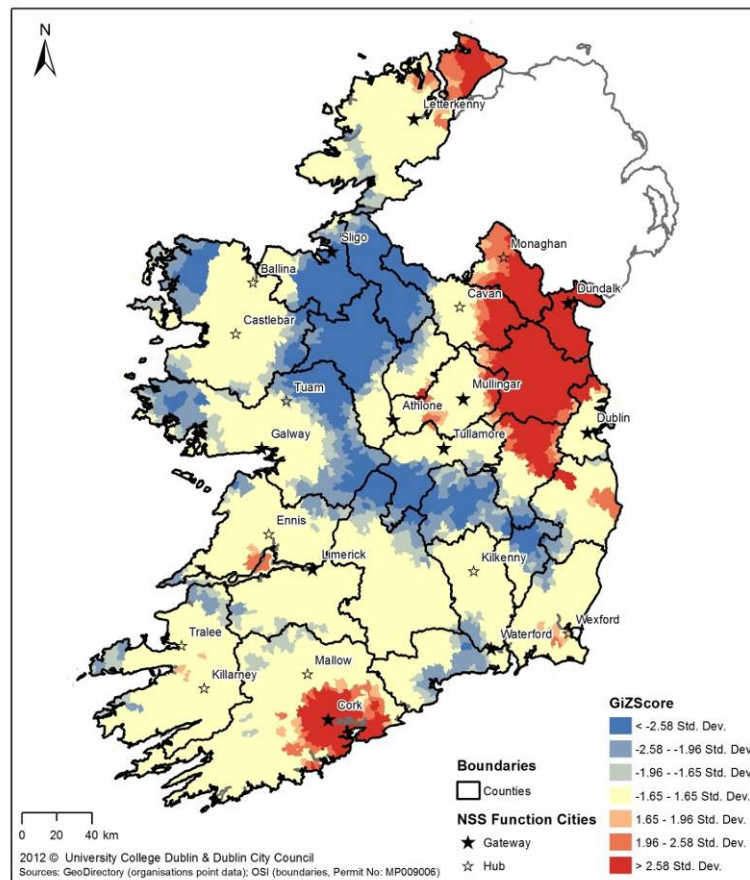 N
Letterkenny
Sligo
Monaghan
Ballina
Cavan
Dundalk
Castlebar
Tuam
Mullingar
Athlone
Dublin
Galway
Tullamore
Ennis
Limerick
Kilkenny
Wexford
Tralee
Waterford
Killarney
Mallow
Cork
GiZScore
< -2.58 Std. Dev.
-2.58 - -1.96 Std. Dev.
-1.96 - -1.65 Std. Dev.
-1.65 - 1.65 Std. Dev.
1.65 - 1.96 Std. Dev.
1.96 - 2.58 Std. Dev.
> 2.58 Std. Dev.
Boundaries
Counties
NSS Function Cities
Gateway
Hub
0 20 40 km
2012 © University College Dublin & Dublin City Council
Sources: GeoDirectory (organisations point data); OSI (boundaries, Permit No: MP009006)